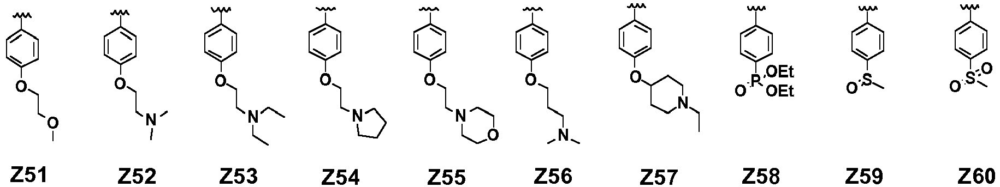 O O O O O O O P OEt O OEt S O S O O
O N N N N O N N
Z51 Z52 Z53 Z54 Z55 Z56 Z57 Z58 Z59 Z60